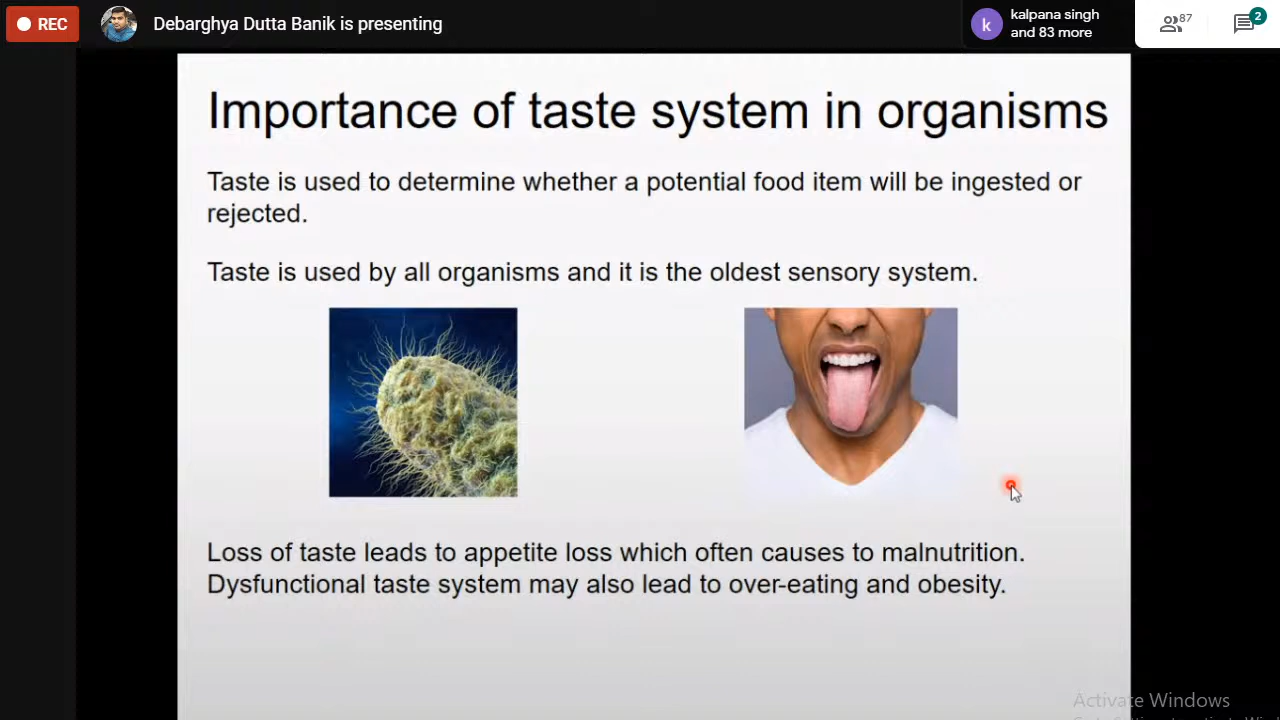 REC
Debarghya Dutta Banik is presenting
k
kalpana singh
and 83 more
87
2
Importance of taste system in organisms
Taste is used to determine whether a potential food item will be ingested or
rejected.
Taste is used by all organisms and it is the oldest sensory system.
Loss of taste leads to appetite loss which often causes to malnutrition.
Dysfunctional taste system may also lead to over-eating and obesity.
Activate Windows